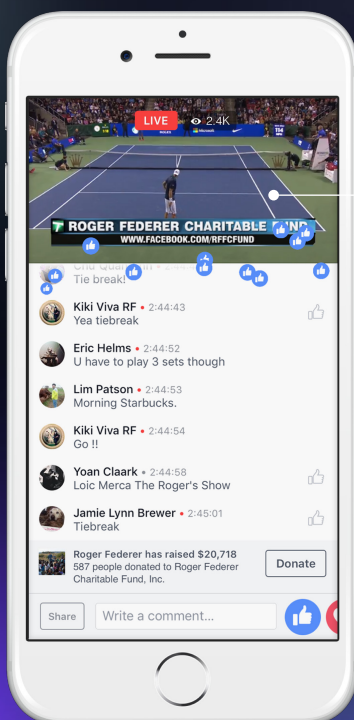 LIVE 2.4K
Microsoft
ROGER FEDERER CHARITABLE FUND
WWW.FACEBOOK.COM/RFFCFUND
Tie break!
Kiki Viva RF • 2:44:43
Yea tiebreak
Eric Helms • 2:44:52
U have to play 3 sets though
Lim Patson • 2:44:53
Morning Starbucks.
Kiki Viva RF • 2:44:54
Go !!
Yoan Claark • 2:44:58
Loic Merca The Roger's Show
Jamie Lynn Brewer • 2:45:01
Tiebreak
Roger Federer has raised $20,718
587 people donated to Roger Federer
Charitable Fund, Inc.
Donate
Share
Write a comment...